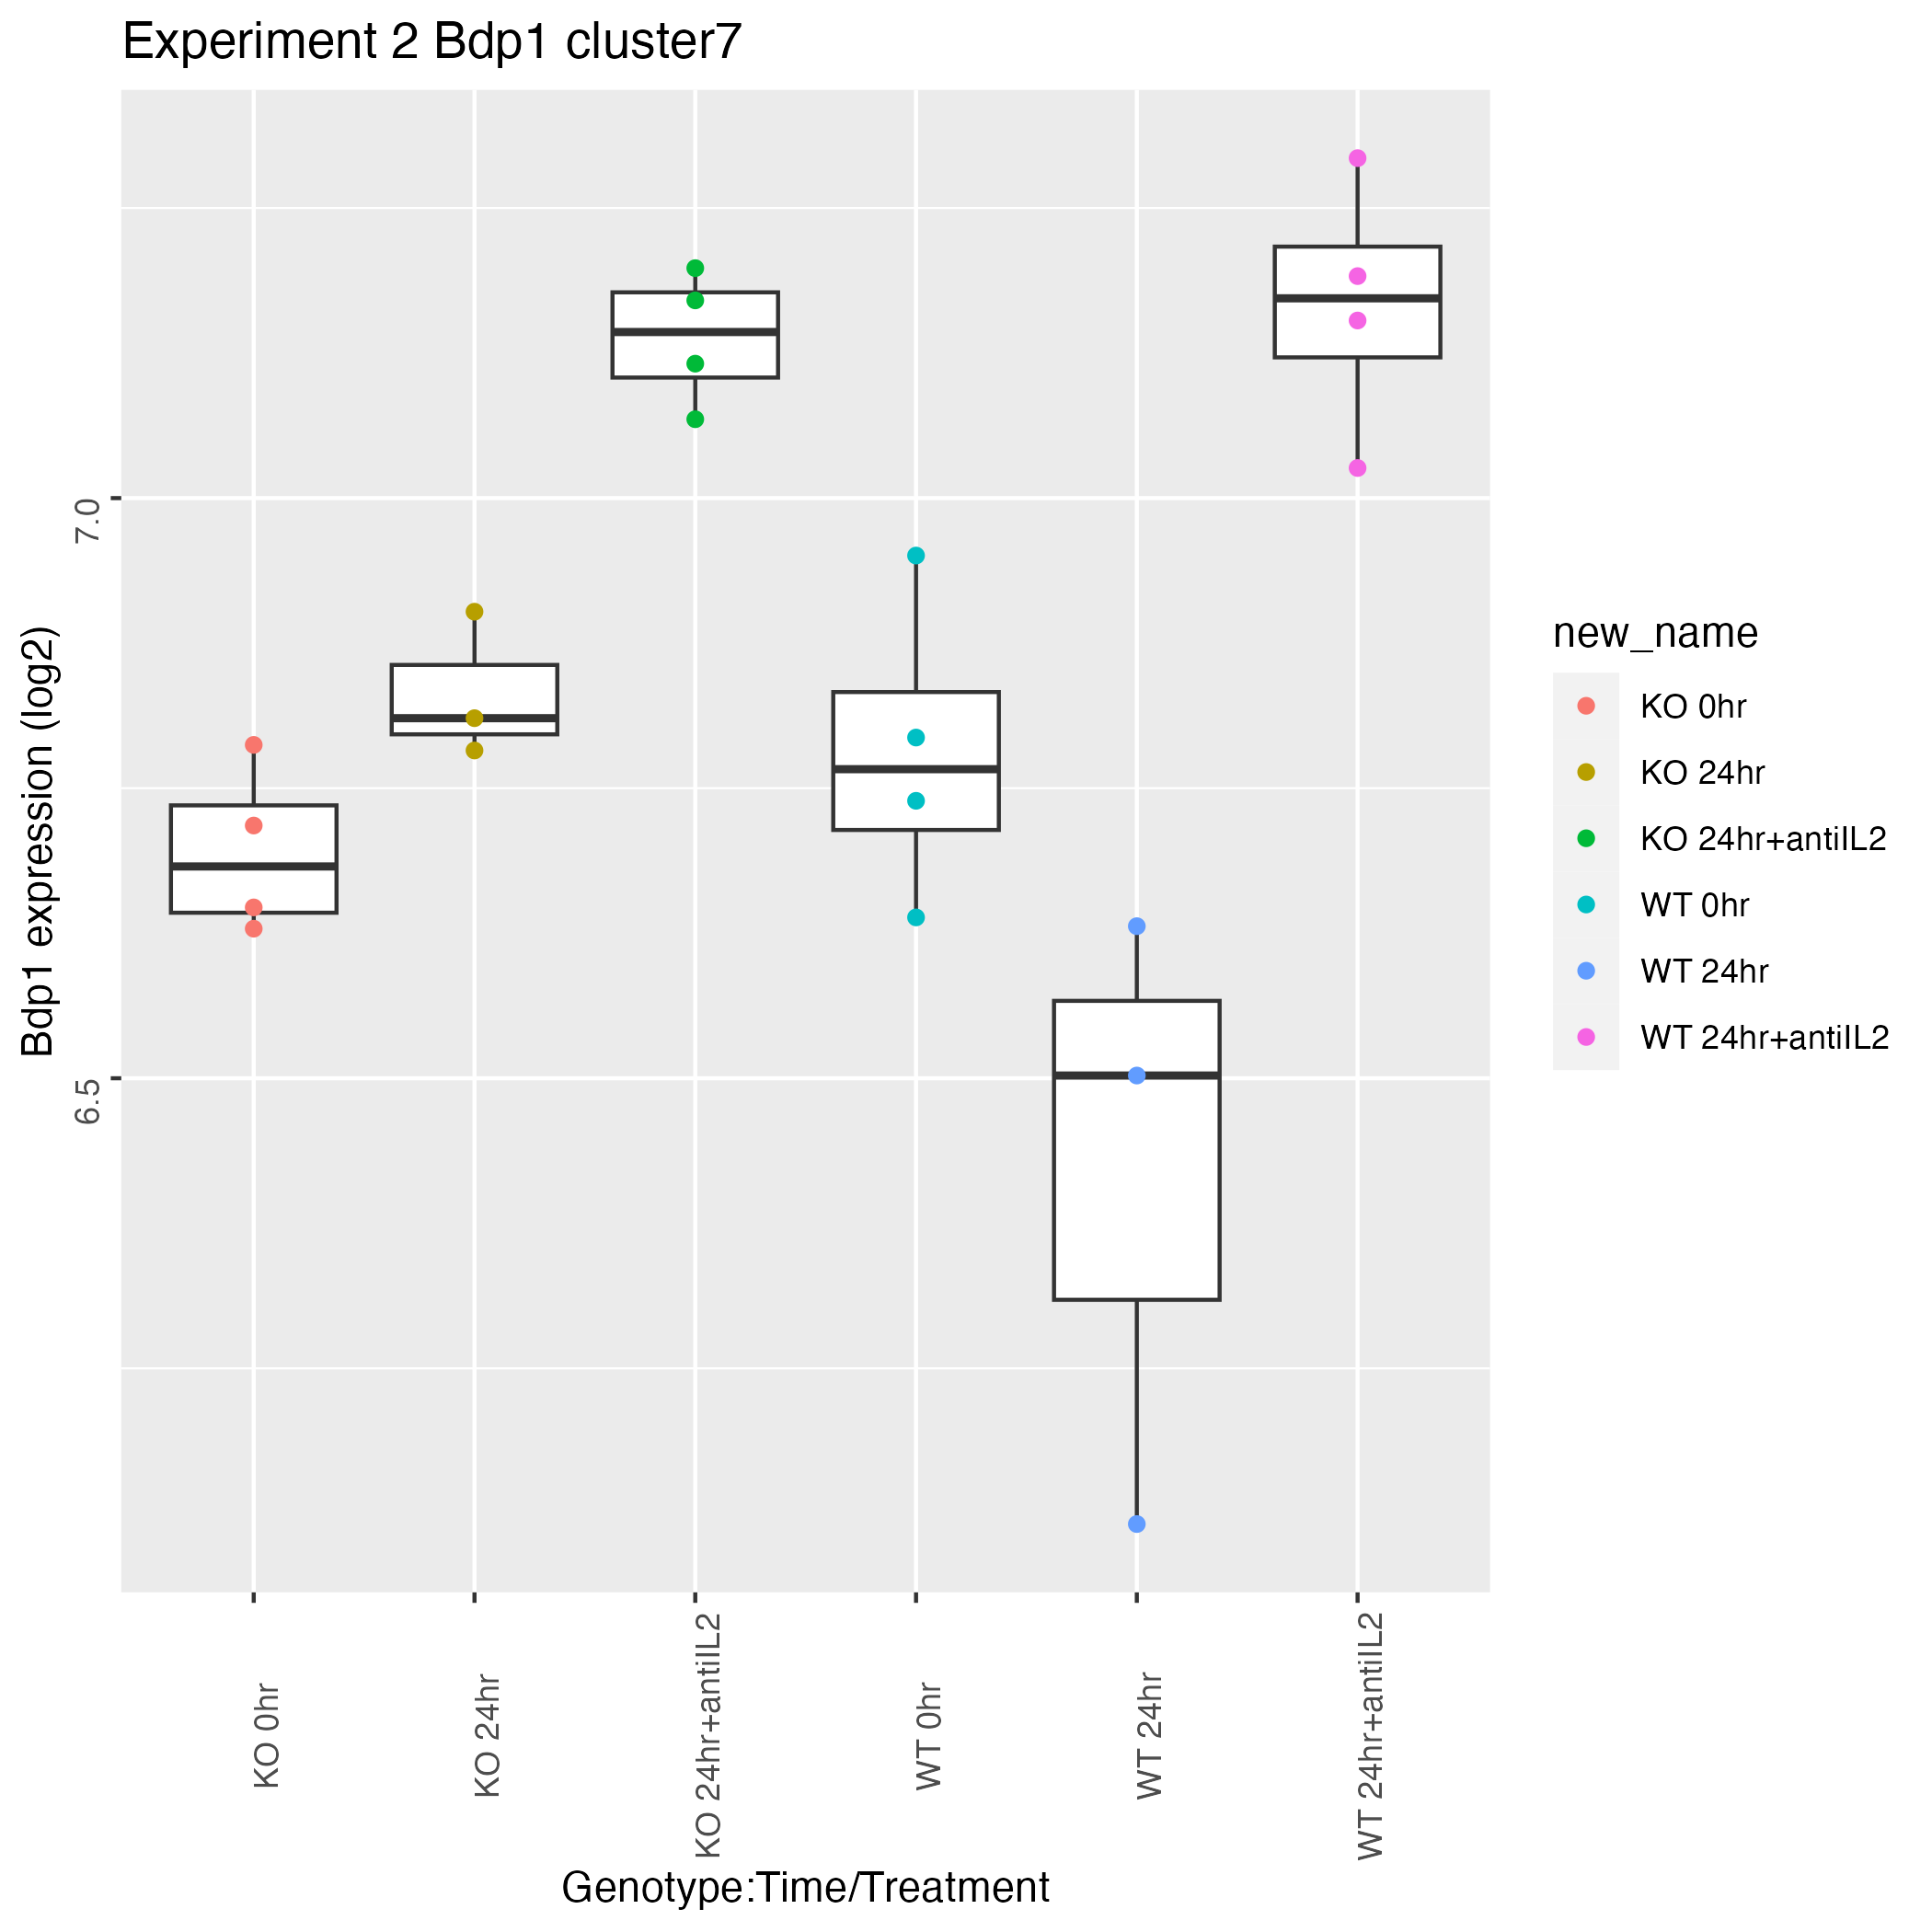 Experiment 2 Bdp1 cluster7
Bdp1 expression (log2)
7.0
6.5
KO 0hr
KO 24hr
KO 24hr+antiIL2
WT 0hr
WT 24hr
WT 24hr+antiIL2
Genotype:Time/Treatment
new_name
KO 0hr
KO 24hr
KO 24hr+antiIL2
WT 0hr
WT 24hr
WT 24hr+antiIL2